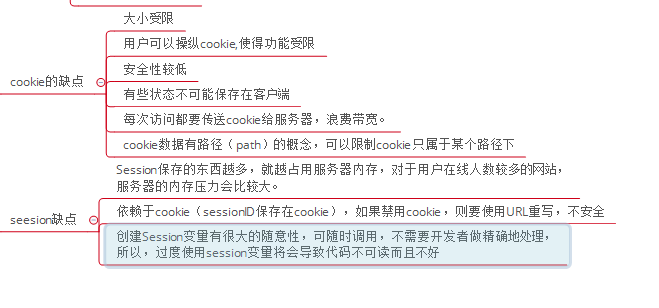 大小受限
用户可以操纵cookie,使得功能受限
安全性较低
cookie的缺点
有些状态不可能保存在客户端
每次访问都要传送cookie给服务器，浪费带宽。
cookie数据有路径（path）的概念，可以限制cookie只属于某个路径下
Session保存的东西越多，就越占用服务器内存，对于用户在线人数较多的网站，
服务器的内存压力会比较大。
seesion缺点
依赖于cookie（sessionID保存在cookie），如果禁用cookie，则要使用URL重写，不安全
创建Session变量有很大的随意性，可随时调用，不需要开发者做精确地处理，
所以，过度使用session变量将会导致代码不可读而且不好